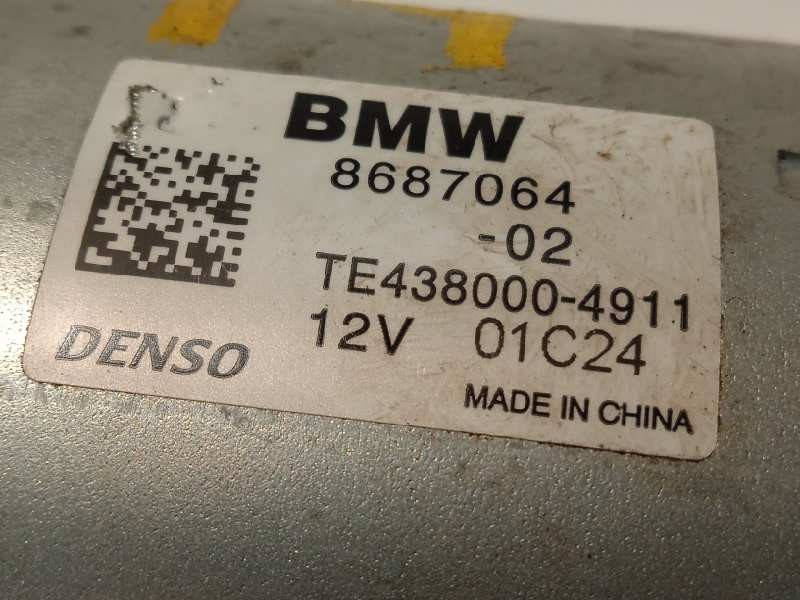 BMW
8687064
-02
TE438000-4911
12V 01C24
DENSO
MADE IN CHINA